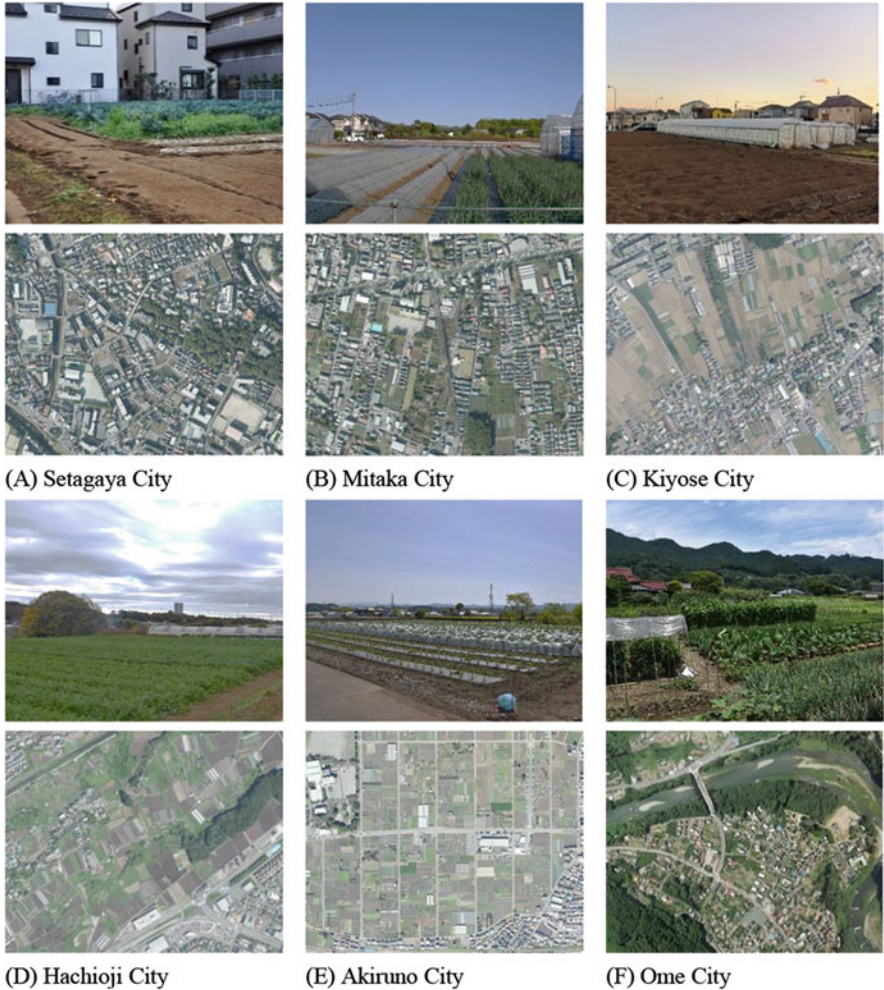 (A) Setagaya City
(B) Mitaka City
(C) Kiyose City
(D) Hachioji City
(E) Akiruno City
(F) Ome City